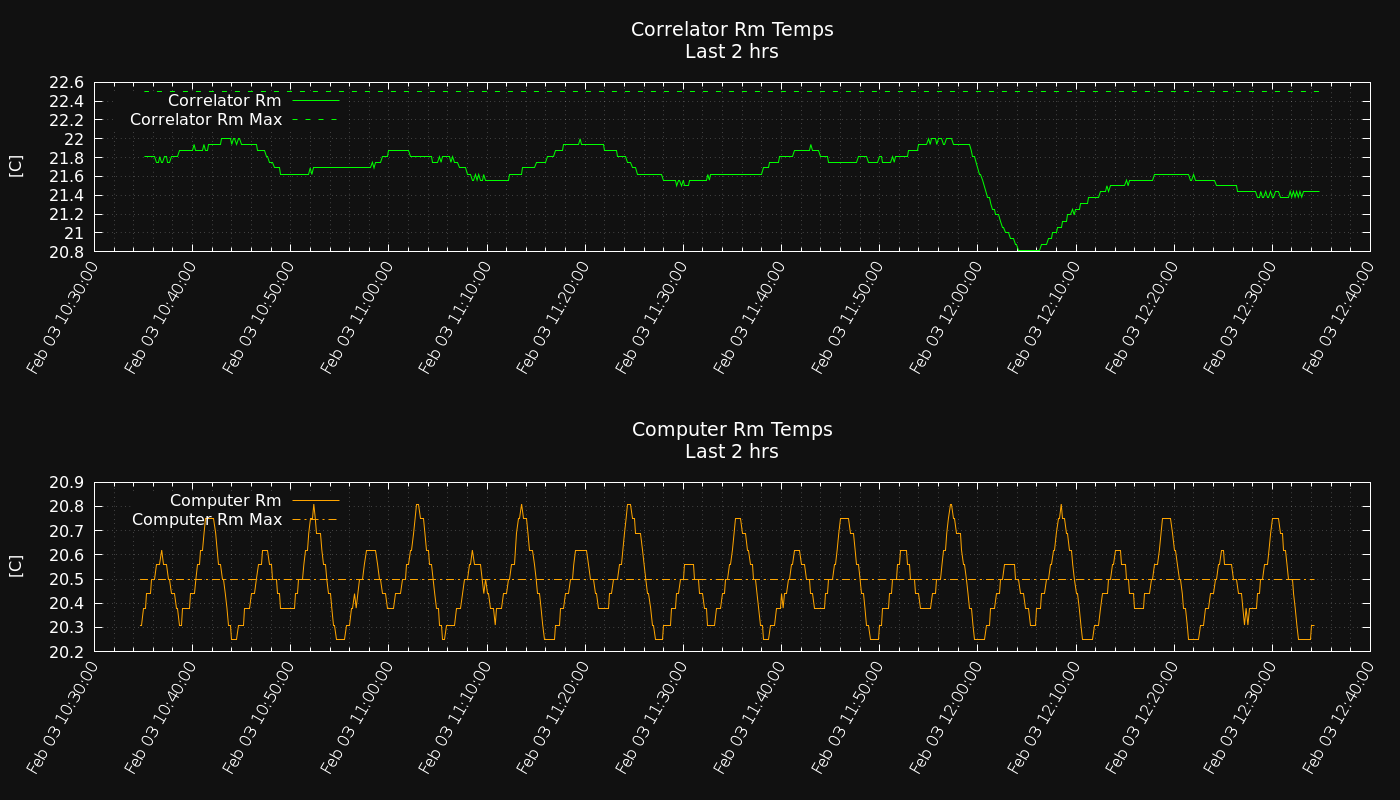 Correlator Rm Temps
Last 2 hrs
22.6
22.4
22.2
22
21.8
21.6
21.4
21.2
21
20.8
[C]
Correlator Rm
Correlator Rm Max
Feb 03 10:30:00
Feb 03 10:40:00
Feb 03 10:50:00
Feb 03 11:00:00
Feb 03 11:10:00
Feb 03 11:20:00
Feb 03 11:30:00
Feb 03 11:40:00
Feb 03 11:50:00
Feb 03 12:00:00
Feb 03 12:10:00
Feb 03 12:20:00
Feb 03 12:30:00
Feb 03 12:40:00
Computer Rm Temps
Last 2 hrs
20.9
20.8
20.7
20.6
20.5
20.4
20.3
20.2
[C]
Computer Rm
Computer Rm Max
Feb 03 10:30:00
Feb 03 10:40:00
Feb 03 10:50:00
Feb 03 11:00:00
Feb 03 11:10:00
Feb 03 11:20:00
Feb 03 11:30:00
Feb 03 11:40:00
Feb 03 11:50:00
Feb 03 12:00:00
Feb 03 12:10:00
Feb 03 12:20:00
Feb 03 12:30:00
Feb 03 12:40:00